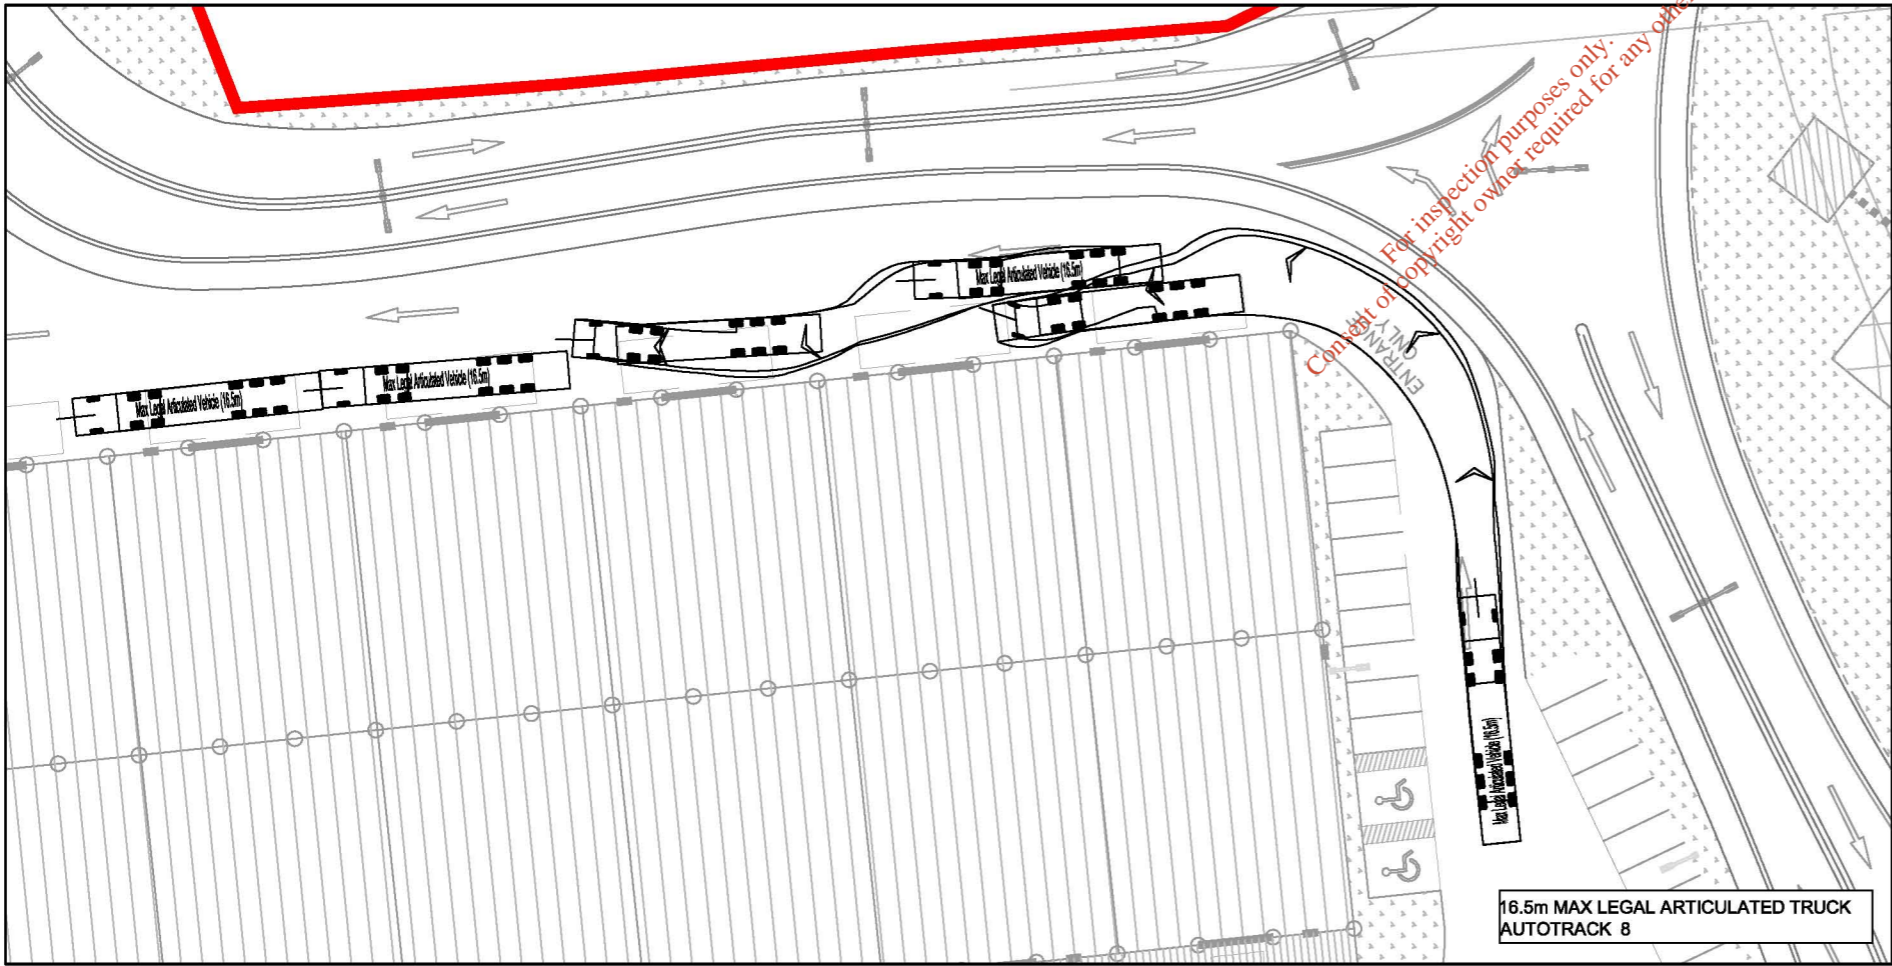 For inspection purposes only.
Consent of copyright owner required for any othe
Max Legal Articulated Vehicle (16.5m)
Max Legal Articulated Vehicle (16.5m)
Max Legal Articulated Vehicle (16.5m)
ENTRANCE
ONLY
Max Legal Articulated Vehicle (16.5m)
16.5m MAX LEGAL ARTICULATED TRUCK
AUTOTRACK 8